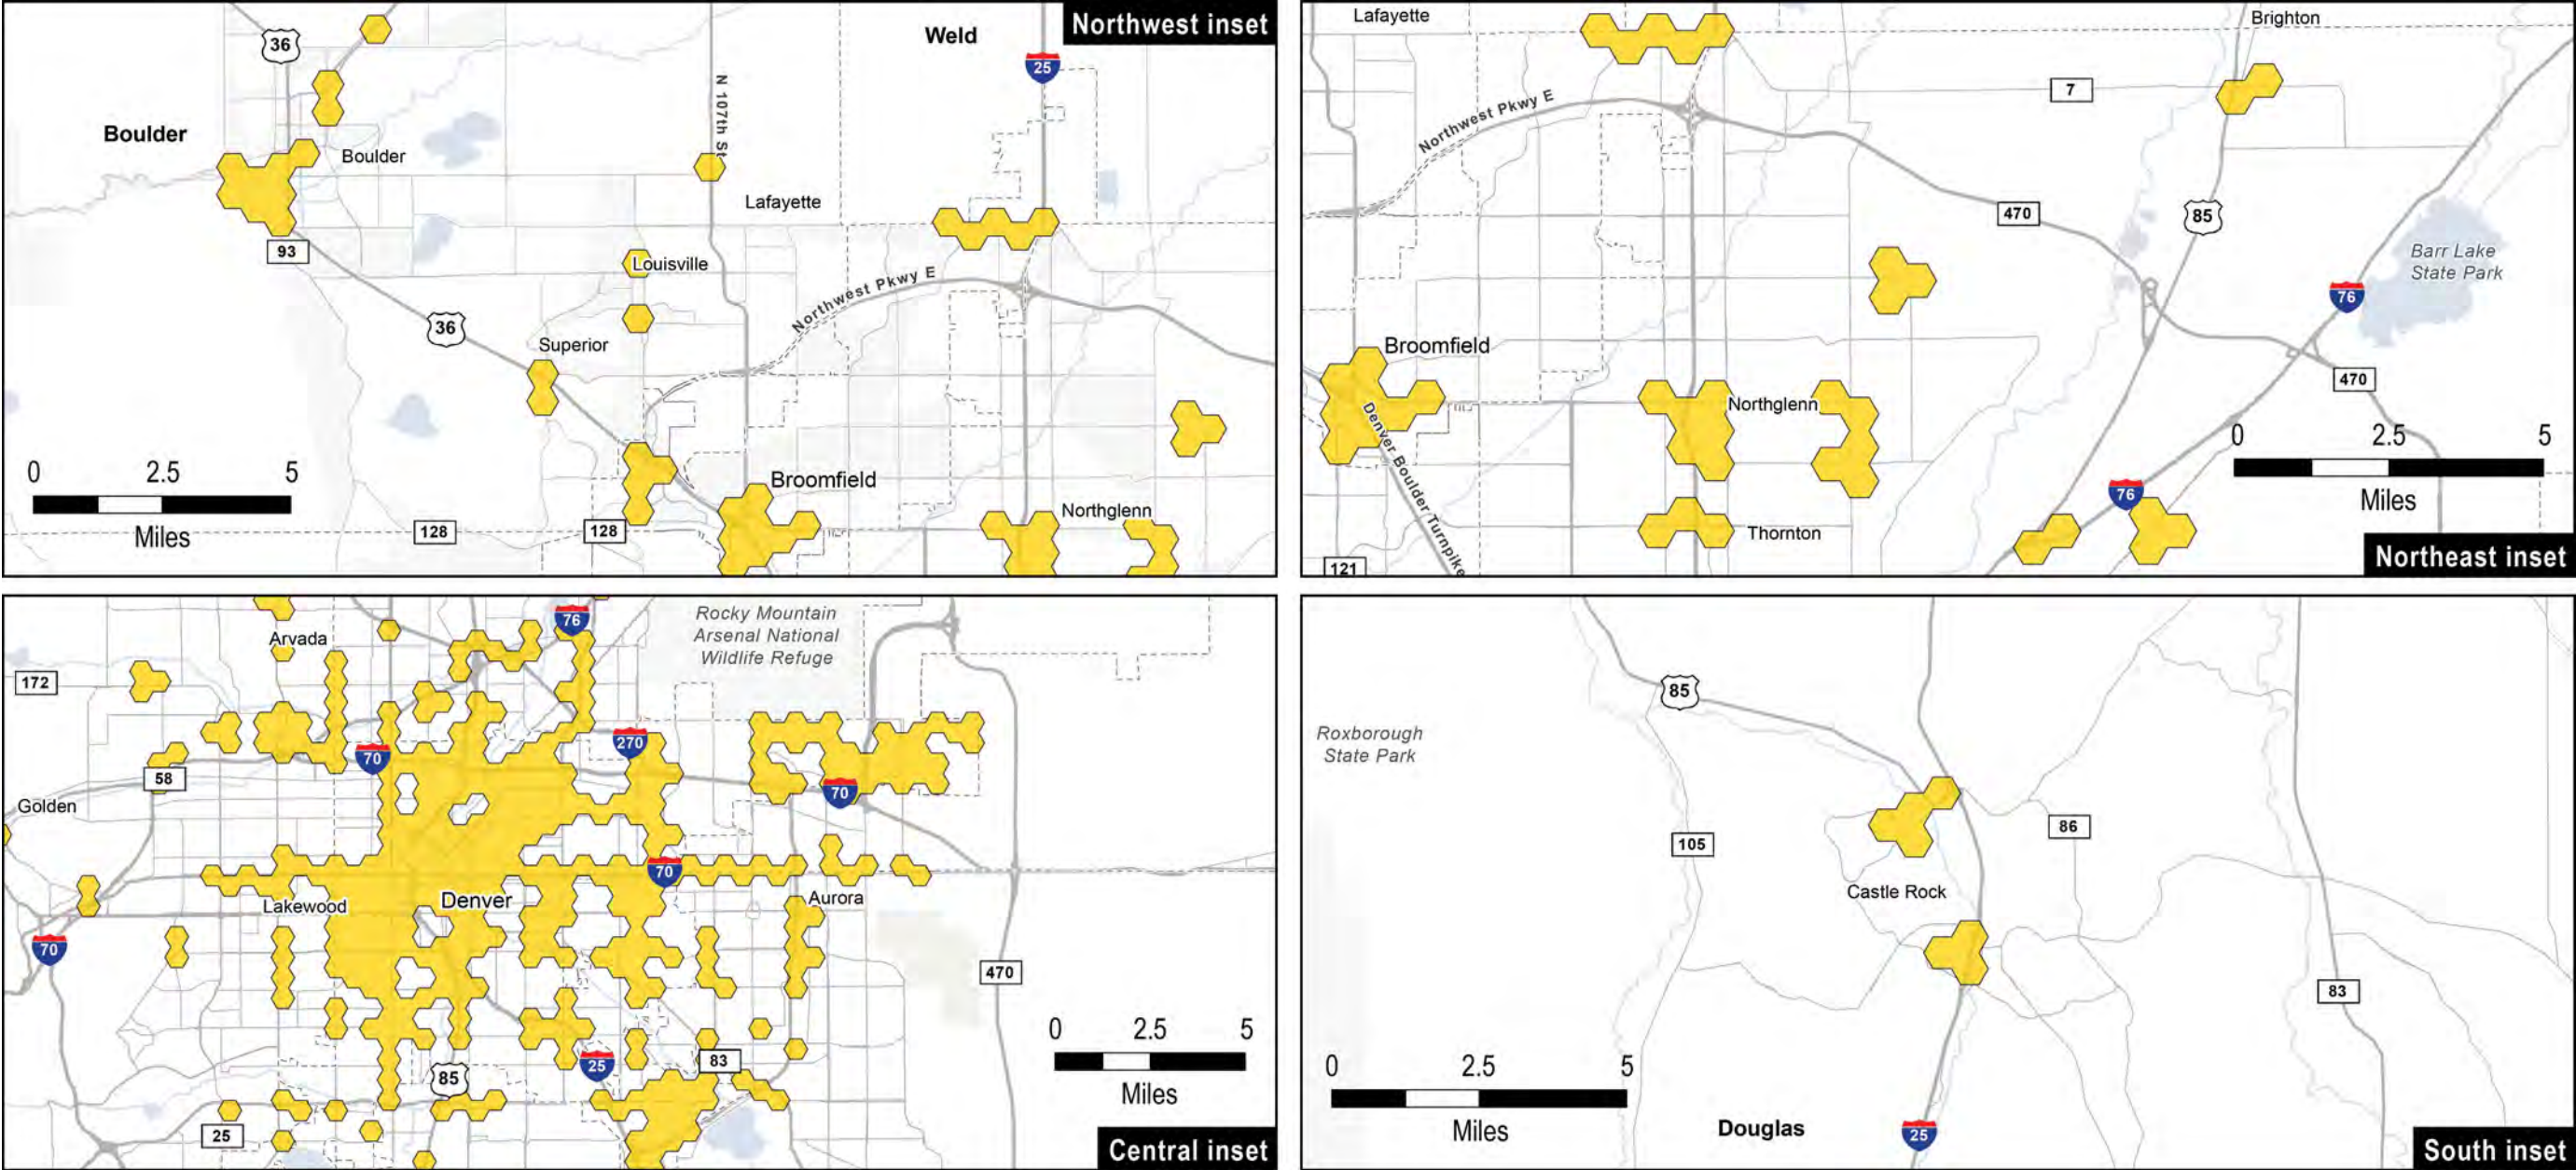 Northwest inset
36
Weld
25
N 107th St
Boulder
Boulder
Lafayette
93
Louisville
Northwest Pkwy E
36
Superior
0 2.5 5
Miles
Broomfield
Northglenn
128
128
Lafayette
Brighton
7
Northwest Pkwy E
470
85
Barr Lake
State Park
76
Broomfield
470
Northglenn
Denver Boulder Turnpike
0 2.5 5
Miles
76
Thornton
121
Northeast inset
76
Rocky Mountain
Arsenal National
Wildlife Refuge
Arvada
172
270
70
58
70
Golden
70
Lakewood
Denver
Aurora
70
470
0 2.5 5
Miles
25
83
85
25
Central inset
85
Roxborough
State Park
105
86
Castle Rock
83
0 2.5 5
Miles
Douglas
25
South inset